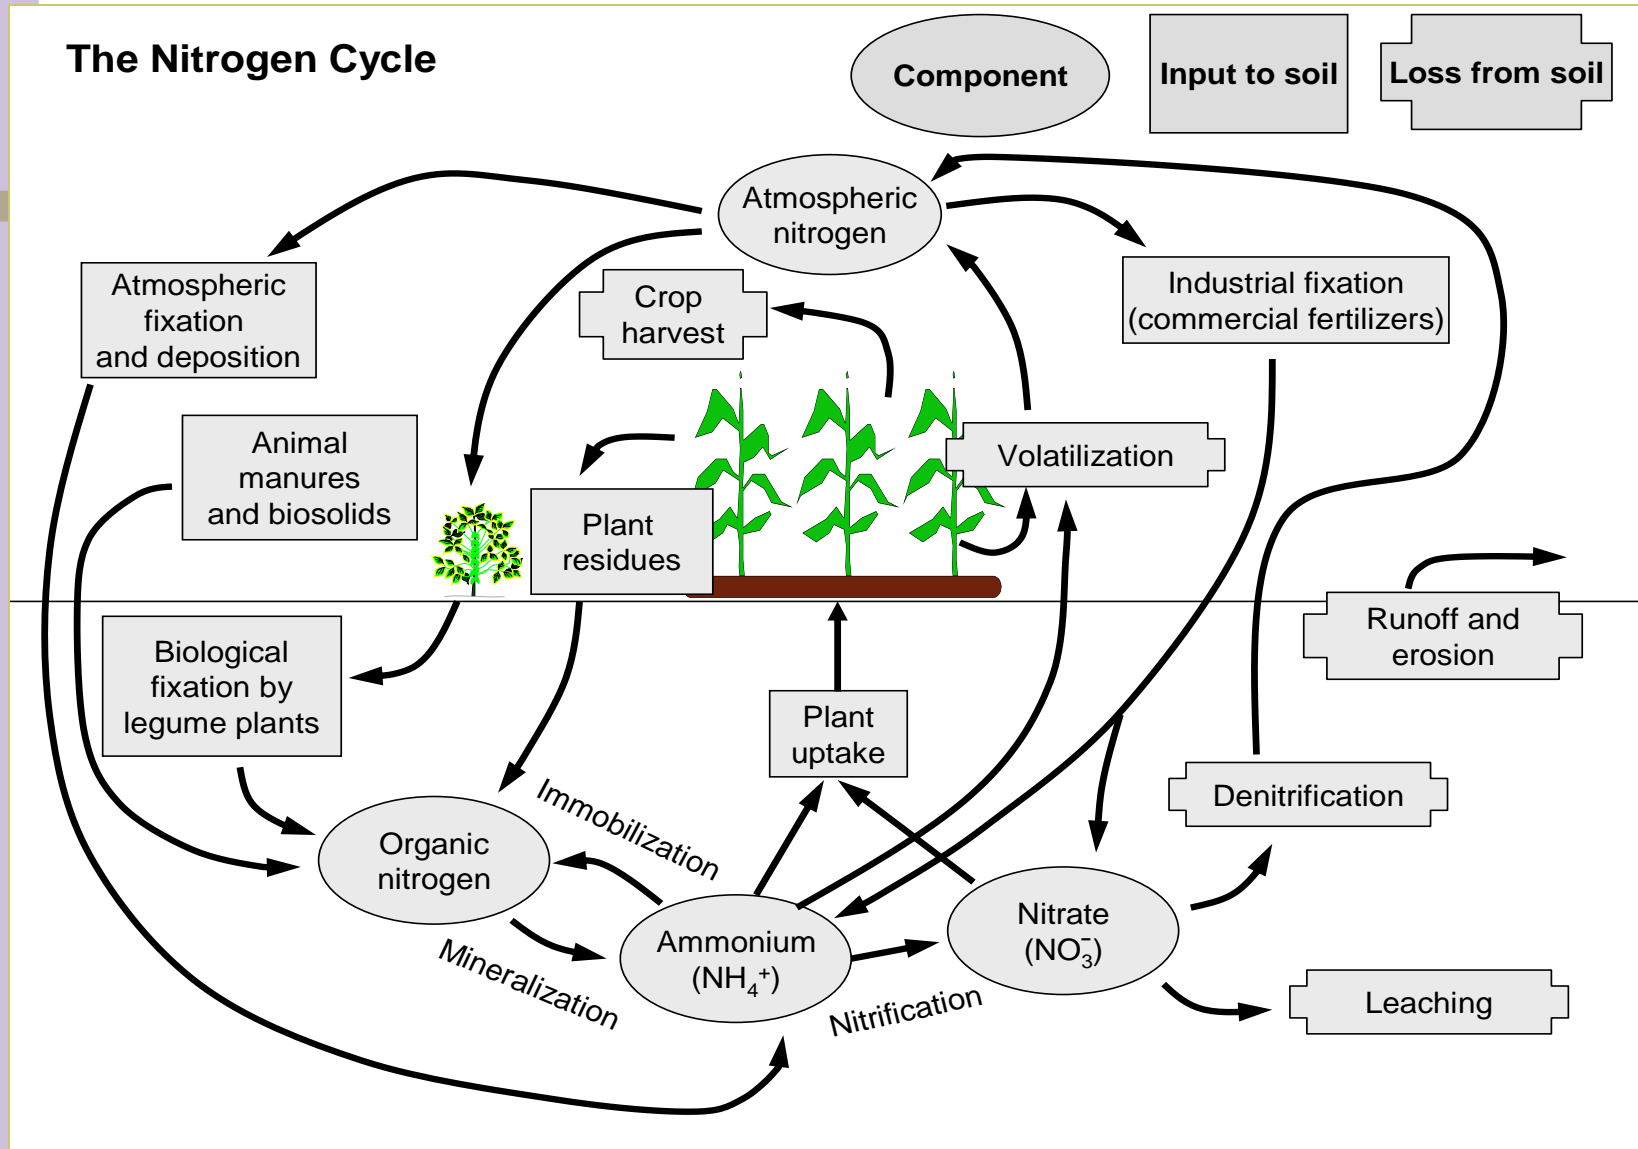 The Nitrogen Cycle
Component
Input to soil
Loss from soil
Atmospheric
nitrogen
Atmospheric
fixation
and deposition
Crop
harvest
Industrial fixation
(commercial fertilizers)
Animal
manures
and biosolids
Volatilization
Plant
residues
Biological
fixation by
legume plants
Runoff and
erosion
Plant
uptake
Denitrification
Immobilization
Organic
nitrogen
Mineralization
Ammonium
(NH₄⁺)
Nitrification
Nitrate
(NO₃⁻)
Leaching